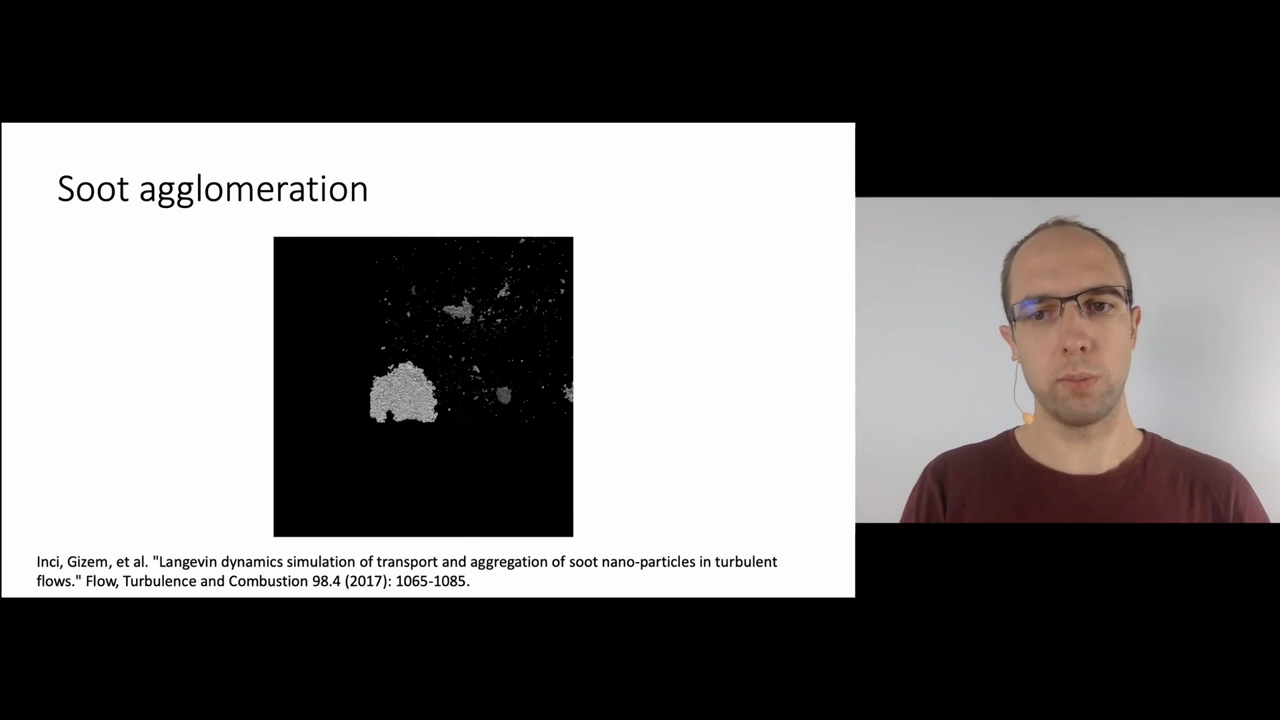 Soot agglomeration
Inci, Gizem, et al. "Langevin dynamics simulation of transport and aggregation of soot nano-particles in turbulent
flows." Flow, Turbulence and Combustion 98.4 (2017): 1065-1085.